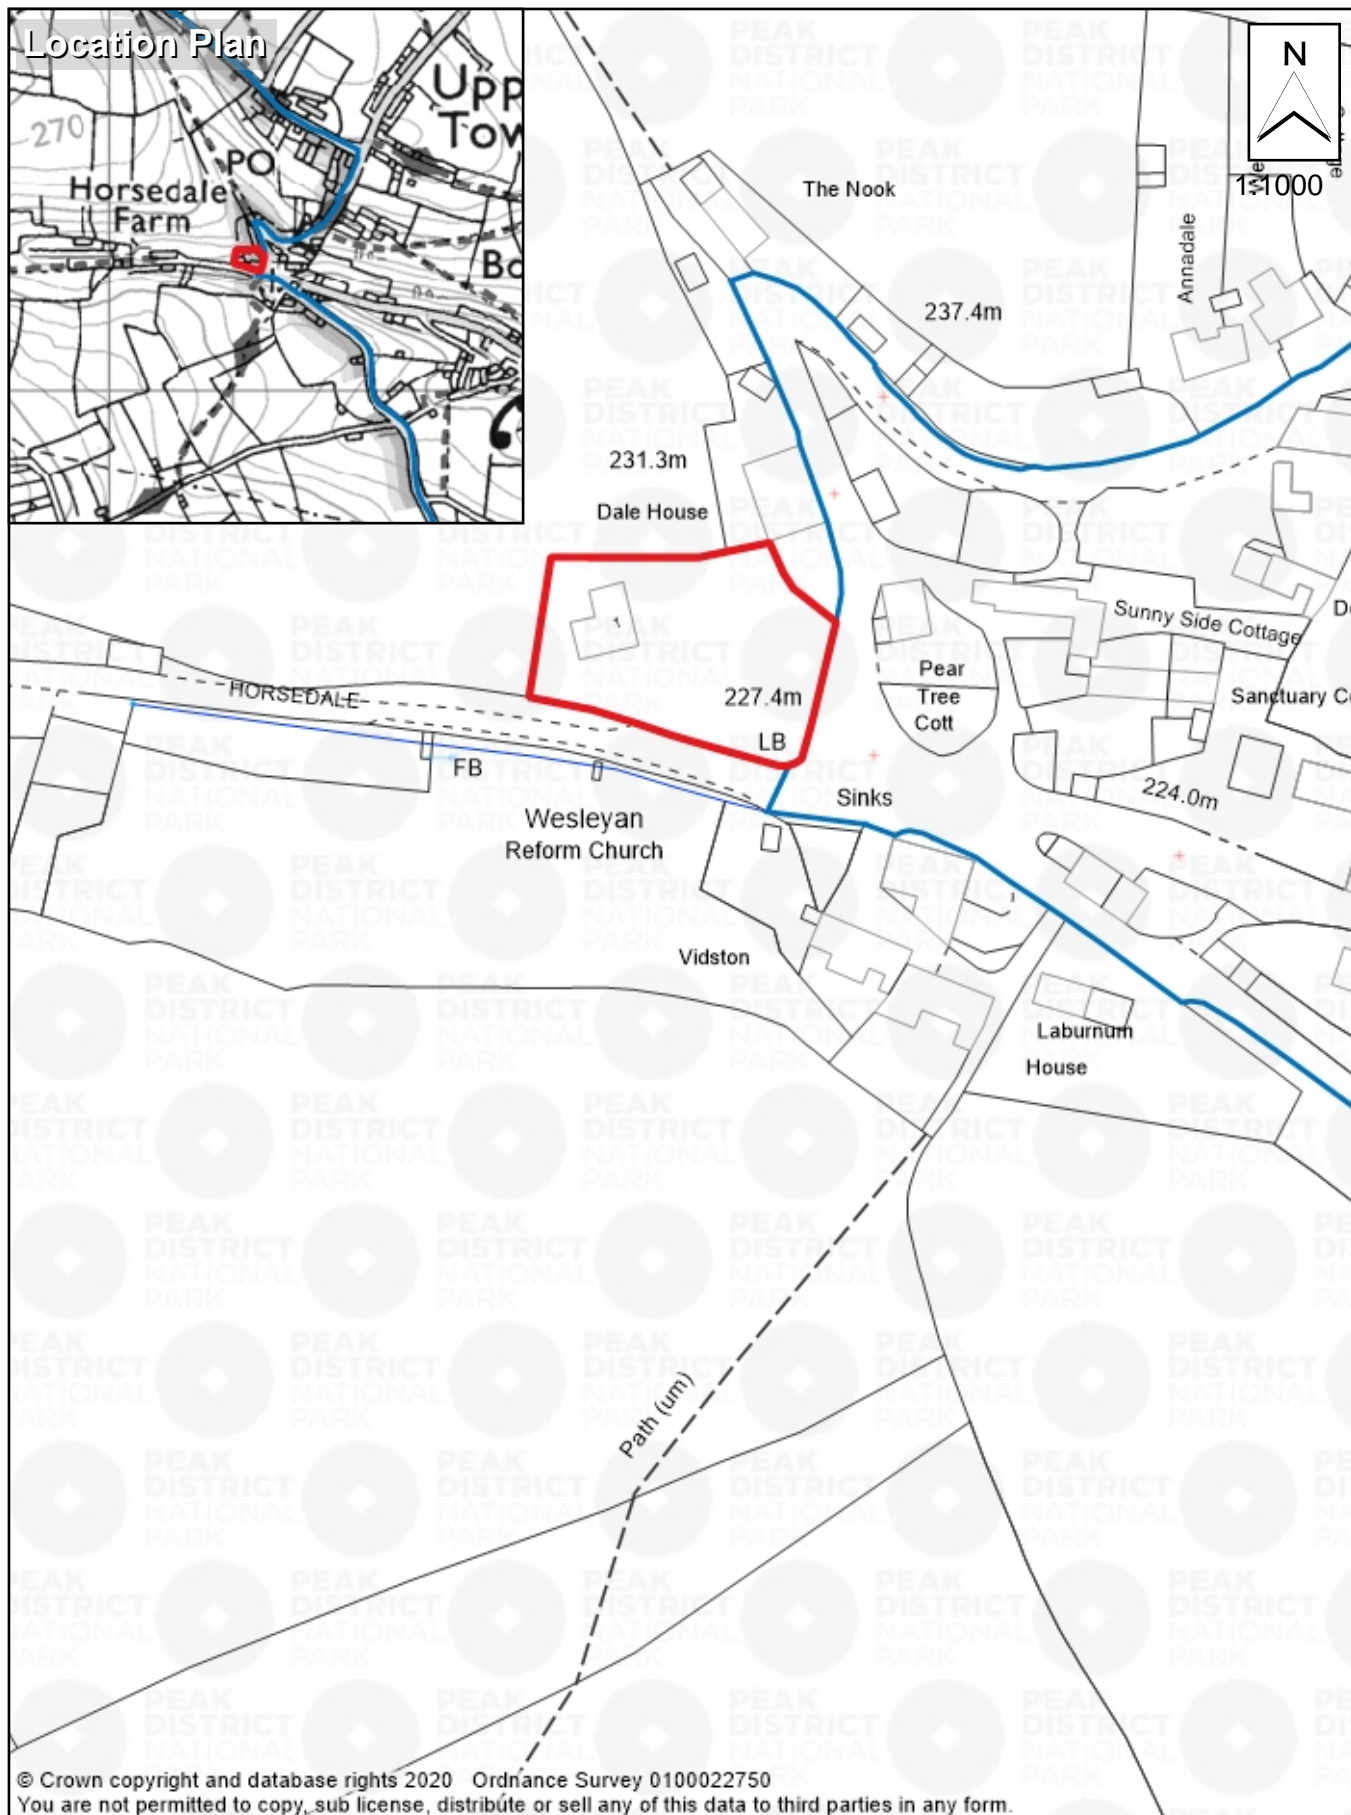 Location Plan
270
UPP
Tow
PO
Horsedale
Farm
Bo
N
1:1000
The Nook
Annadale
237.4m
231.3m
Dale House
1
HORSEDALE
227.4m
LB
FB
Sinks
Pear
Tree
Cott
Sunny Side Cottage
Sanctuary Co
224.0m
Wesleyan
Reform Church
Vidston
Laburnum
House
Path (um)
PEAK
DISTRICT
NATIONAL
PARK
© Crown copyright and database rights 2020 Ordnance Survey 0100022750
You are not permitted to copy, sub license, distribute or sell any of this data to third parties in any form.